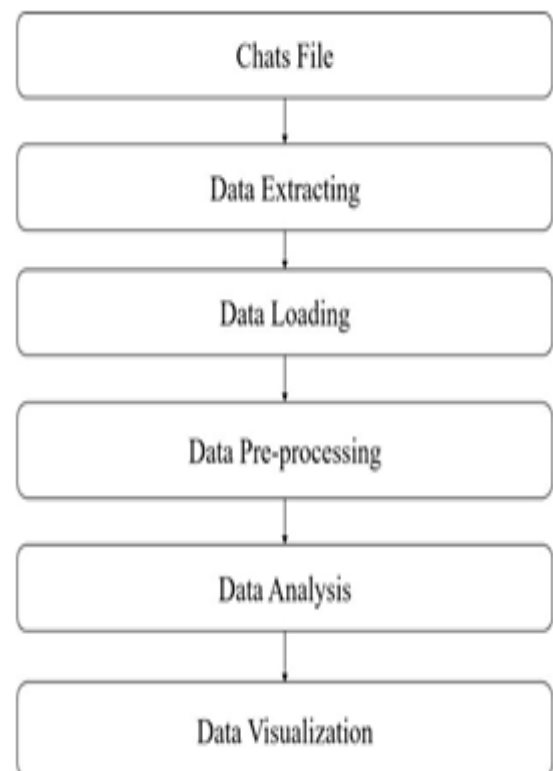 Chats File
Data Extracting
Data Loading
Data Pre-processing
Data Analysis
Data Visualization